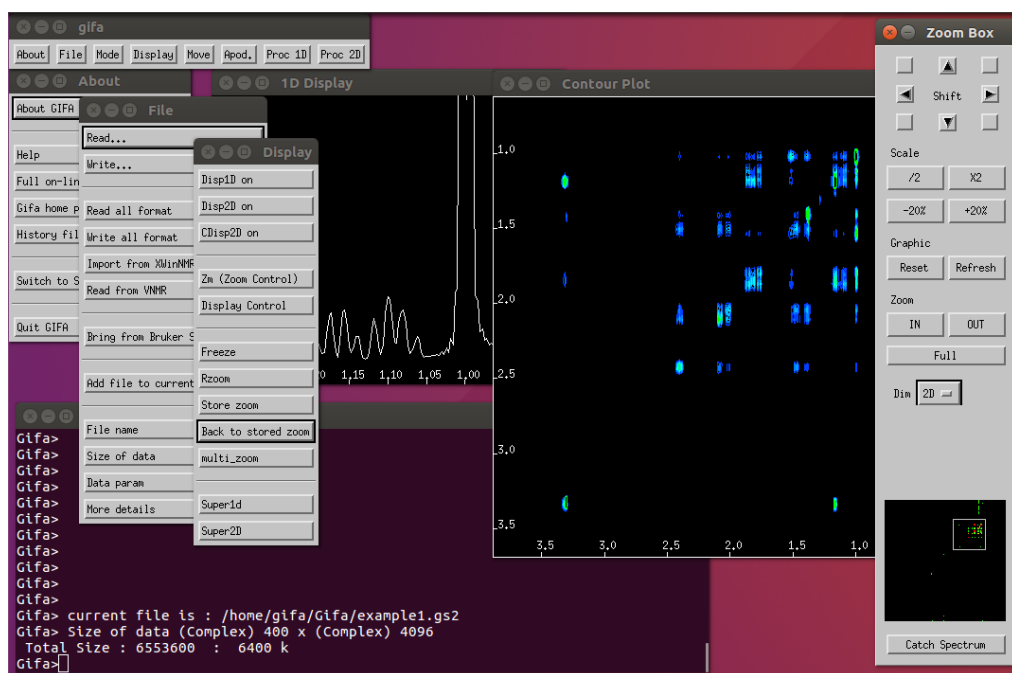 gifa
About File Mode Display Move Apod. Proc 1D Proc 2D
About
About GIFA
Help
Full on-lin
Gifa home p
History fil
Switch to S
Quit GIFA
File
Read...
Write...
Read all format
Write all format
Import from XWinNMR
Read from VNMR
Bring from Bruker S
Add file to current
File name
Size of data
Data param
More details
Display
Disp1D on
Disp2D on
CDisp2D on
Zm (Zoom Control)
Display Control
Freeze
Rzoom
Store zoom
Back to stored zoom
multi_zoom
Super1d
Super2D
1D Display
1,15 1,10 1,05 1,00
Contour Plot
1.0
1.5
2.0
2.5
3.0
3.5
3.5 3.0 2.5 2.0 1.5 1.0
Zoom Box
Shift
Scale
/2 X2
-20% +20%
Graphic
Reset Refresh
Zoom
IN OUT
Full
Dim 2D
Catch Spectrum
Gifa>
Gifa>
Gifa>
Gifa>
Gifa>
Gifa>
Gifa>
Gifa>
Gifa>
Gifa>
Gifa>
Gifa> current file is : /home/gifa/Gifa/example1.gs2
Gifa> Size of data (Complex) 400 x (Complex) 4096
Total Size : 6553600 : 6400 k
Gifa>